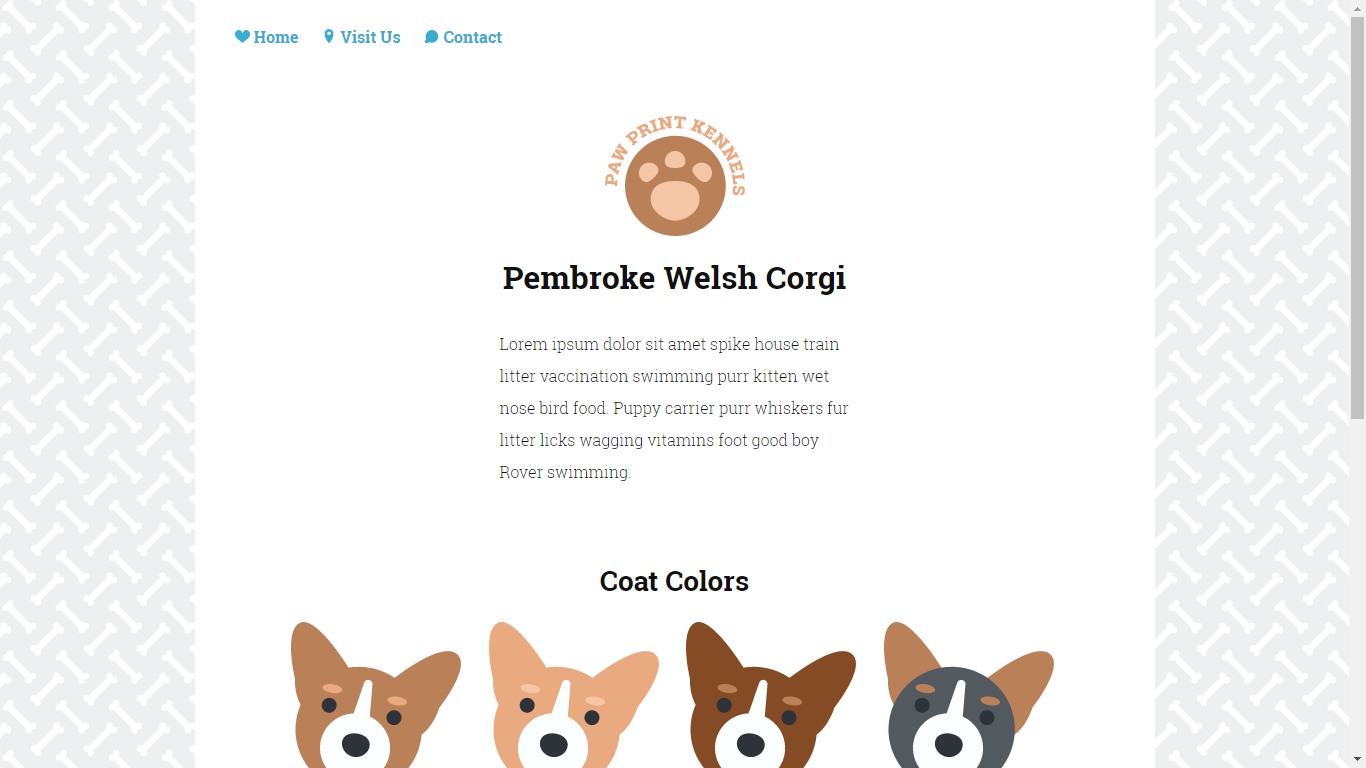 Home Visit Us Contact
PAW PRINT KENNELS
Pembroke Welsh Corgi
Lorem ipsum dolor sit amet spike house train
litter vaccination swimming purr kitten wet
nose bird food. Puppy carrier purr whiskers fur
litter licks wagging vitamins foot good boy
Rover swimming.
Coat Colors